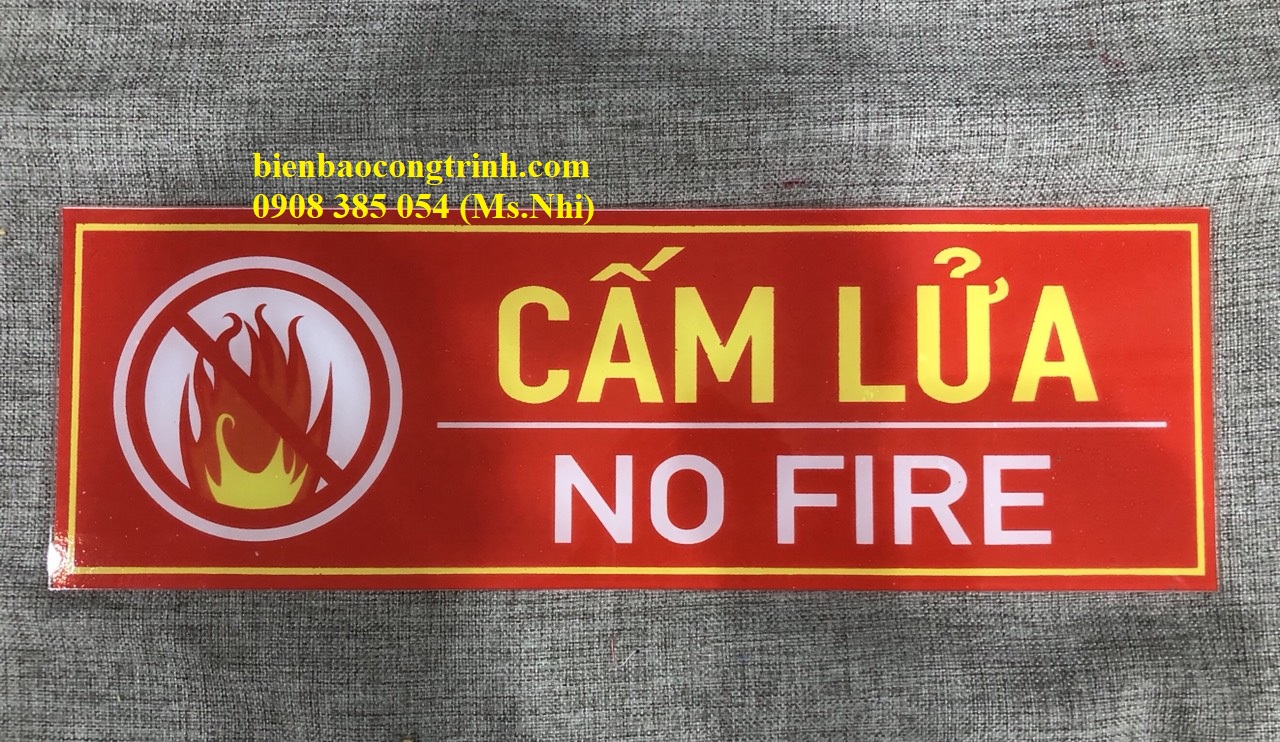 bienbaocongtrinh.com
0908 385 054 (Ms.Nhi)
CẤM LỬA
NO FIRE